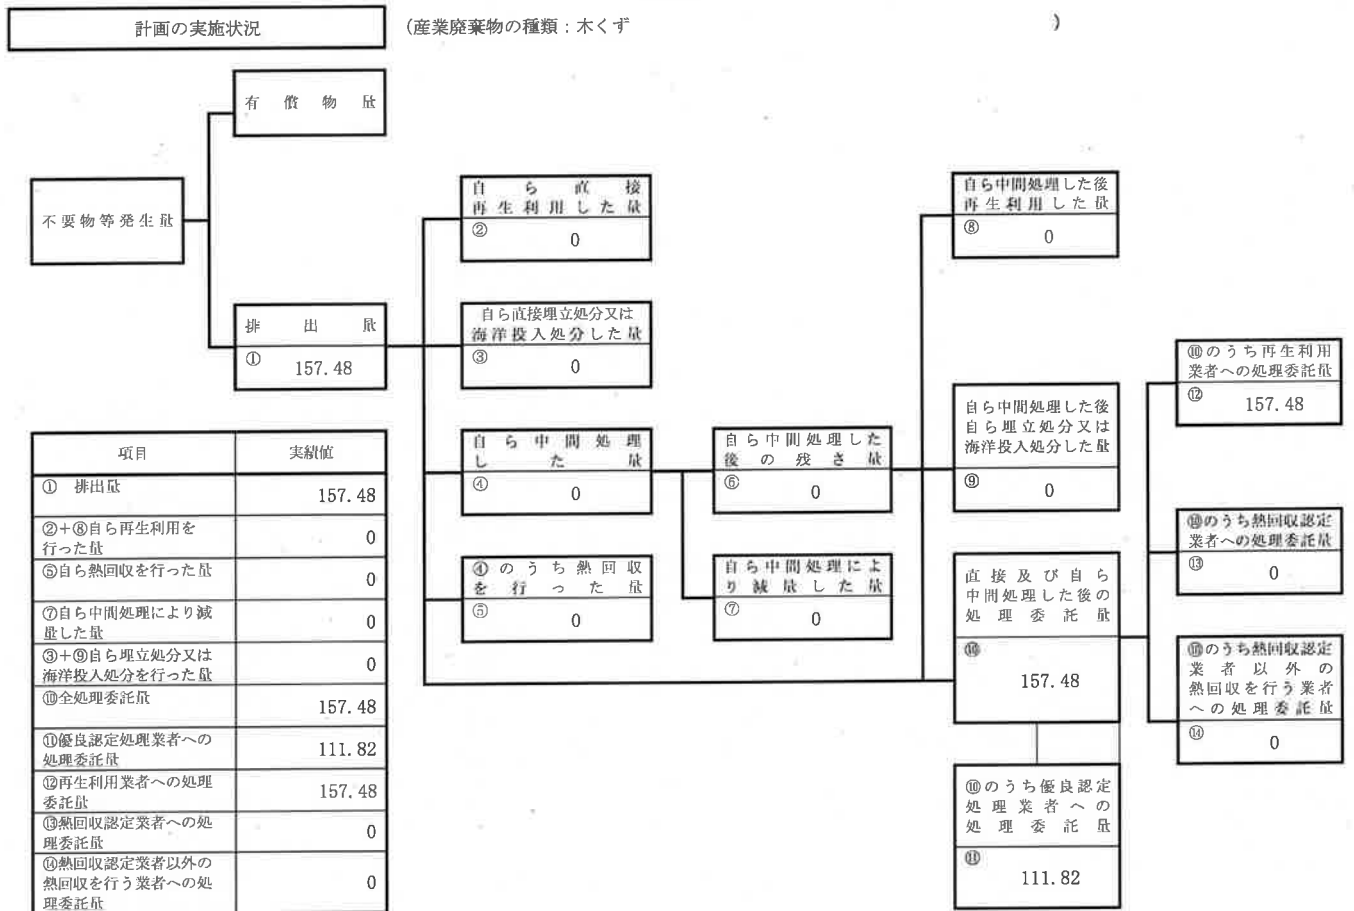 計画の実施状況
(産業廃棄物の種類:木くず )
有償物量
不要物等発生量
排出量
① 157.48
自ら直接
再生利用した量
② 0
自ら直接埋立処分又は
海洋投入処分した量
③ 0
自ら中間処理
した量
④ 0
④のうち熱回収
を行った量
⑤ 0
自ら中間処理した
後の残さ量
⑥ 0
自ら中間処理によ
り減量した量
⑦ 0
自ら中間処理した後
再生利用した量
⑧ 0
自ら中間処理した後
自ら埋立処分又は
海洋投入処分した量
⑨ 0
直接及び自ら
中間処理した後の
処理委託量
⑩
157.48
⑩のうち優良認定
処理業者への
処理委託量
⑪
111.82
⑩のうち再生利用
業者への処理委託量
⑫ 157.48
⑩のうち熱回収認定
業者への処理委託量
⑬ 0
⑩のうち熱回収認定
業者以外の
熱回収を行う業者
への処理委託量
⑭ 0
項目 実績値
① 排出量 157.48
②+⑧自ら再生利用を
行った量 0
⑤自ら熱回収を行った量 0
⑦自ら中間処理により減
量した量 0
③+⑨自ら埋立処分又は
海洋投入処分を行った量 0
⑩全処理委託量 157.48
⑪優良認定処理業者への
処理委託量 111.82
⑫再生利用業者への処理
委託量 157.48
⑬熱回収認定業者への処
理委託量 0
⑭熱回収認定業者以外の
熱回収を行う業者への処
理委託量 0